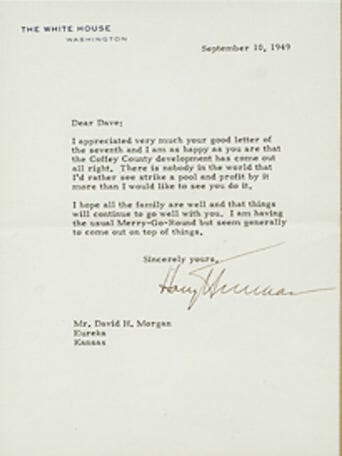 THE WHITE HOUSE
WASHINGTON
September 10, 1949
Dear Dave:
I appreciated very much your good letter of
the seventh and I am as happy as you are that
the Coffey County development has come out
all right. There is nobody in the world that
I'd rather see strike a pool and profit by it
more than I would like to see you do it.
I hope all the family are well and that things
will continue to go well with you. I am having
the usual Merry-Go-Round but seem generally
to come out on top of things.
Sincerely yours,
Harry Truman
Mr. David H. Morgan
Eureka
Kansas